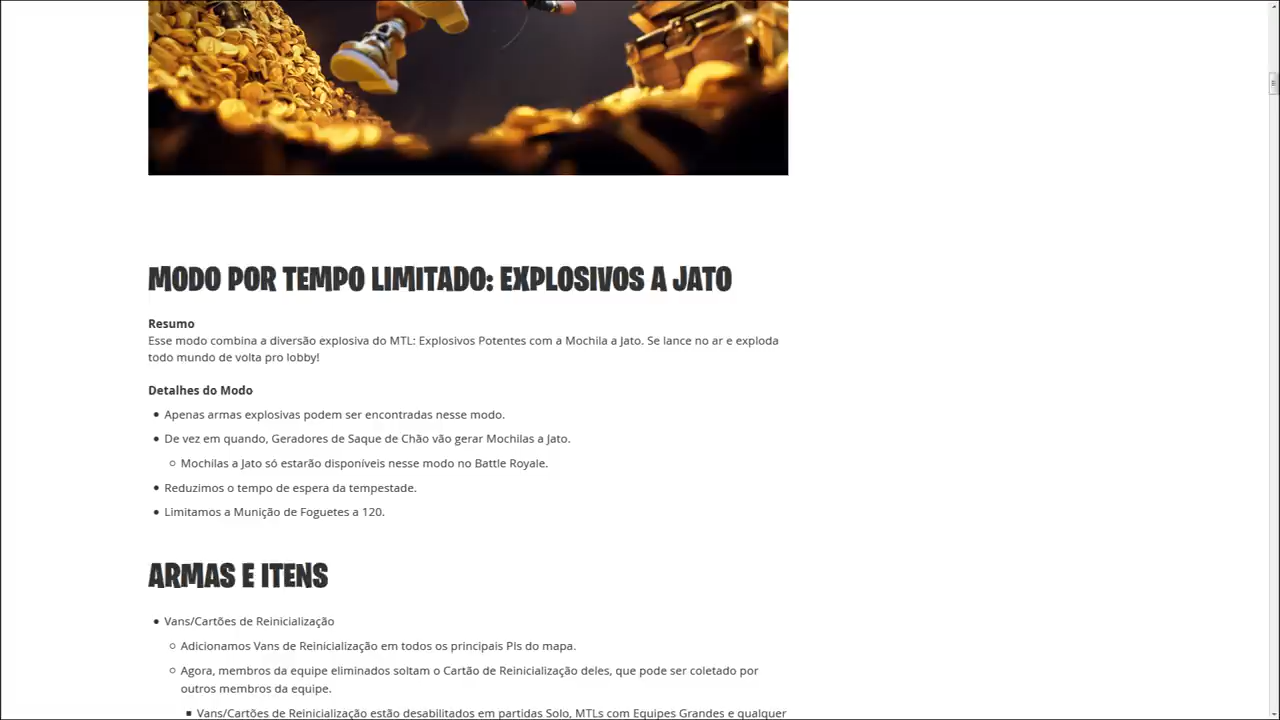 MODO POR TEMPO LIMITADO: EXPLOSIVOS A JATO
Resumo
Esse modo combina a diversão explosiva do MTL: Explosivos Potentes com a Mochila a Jato. Se lance no ar e exploda
todo mundo de volta pro lobby!
Detalhes do Modo
• Apenas armas explosivas podem ser encontradas nesse modo.
• De vez em quando, Geradores de Saque de Chão vão gerar Mochilas a Jato.
○ Mochilas a Jato só estarão disponíveis nesse modo no Battle Royale.
• Reduzimos o tempo de espera da tempestade.
• Limitamos a Munição de Foguetes a 120.
ARMAS E ITENS
• Vans/Cartões de Reinicialização
○ Adicionamos Vans de Reinicialização em todos os principais PIs do mapa.
○ Agora, membros da equipe eliminados soltam o Cartão de Reinicialização deles, que pode ser coletado por
outros membros da equipe.
▪ Vans/Cartões de Reinicialização estão desabilitados em partidas Solo, MTLs com Equipes Grandes e qualquer